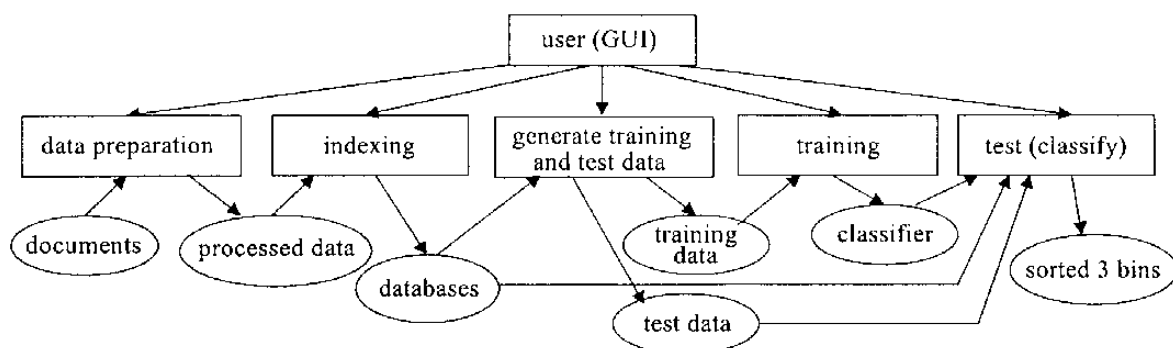 user (GUI)
data preparation
indexing
generate training
and test data
training
test (classify)
documents
processed data
databases
training
data
classifier
sorted 3 bins
test data